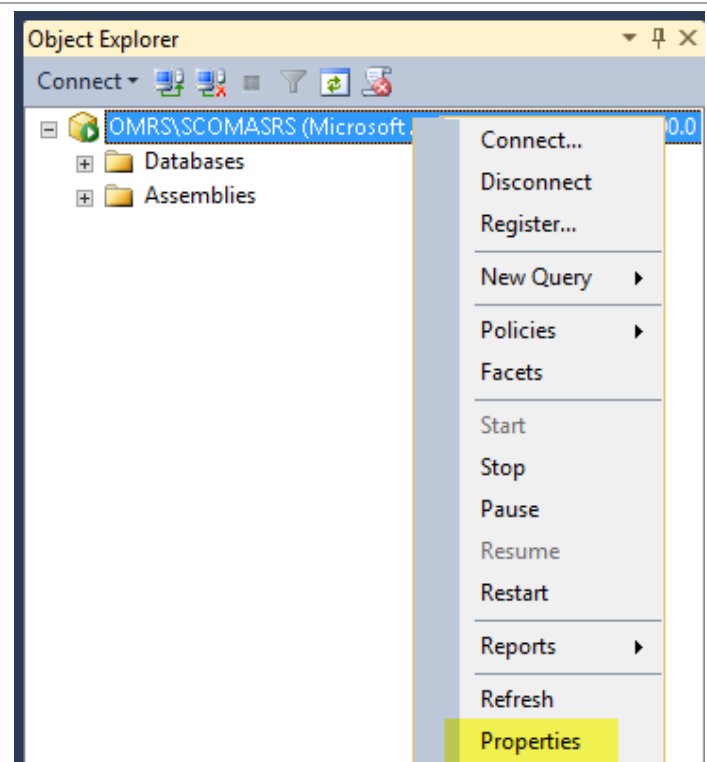 Object Explorer
Connect
OMRS\SCOMASRS (Microsoft 00.0
Databases
Assemblies
Connect...
Disconnect
Register...
New Query
Policies
Facets
Start
Stop
Pause
Resume
Restart
Reports
Refresh
Properties